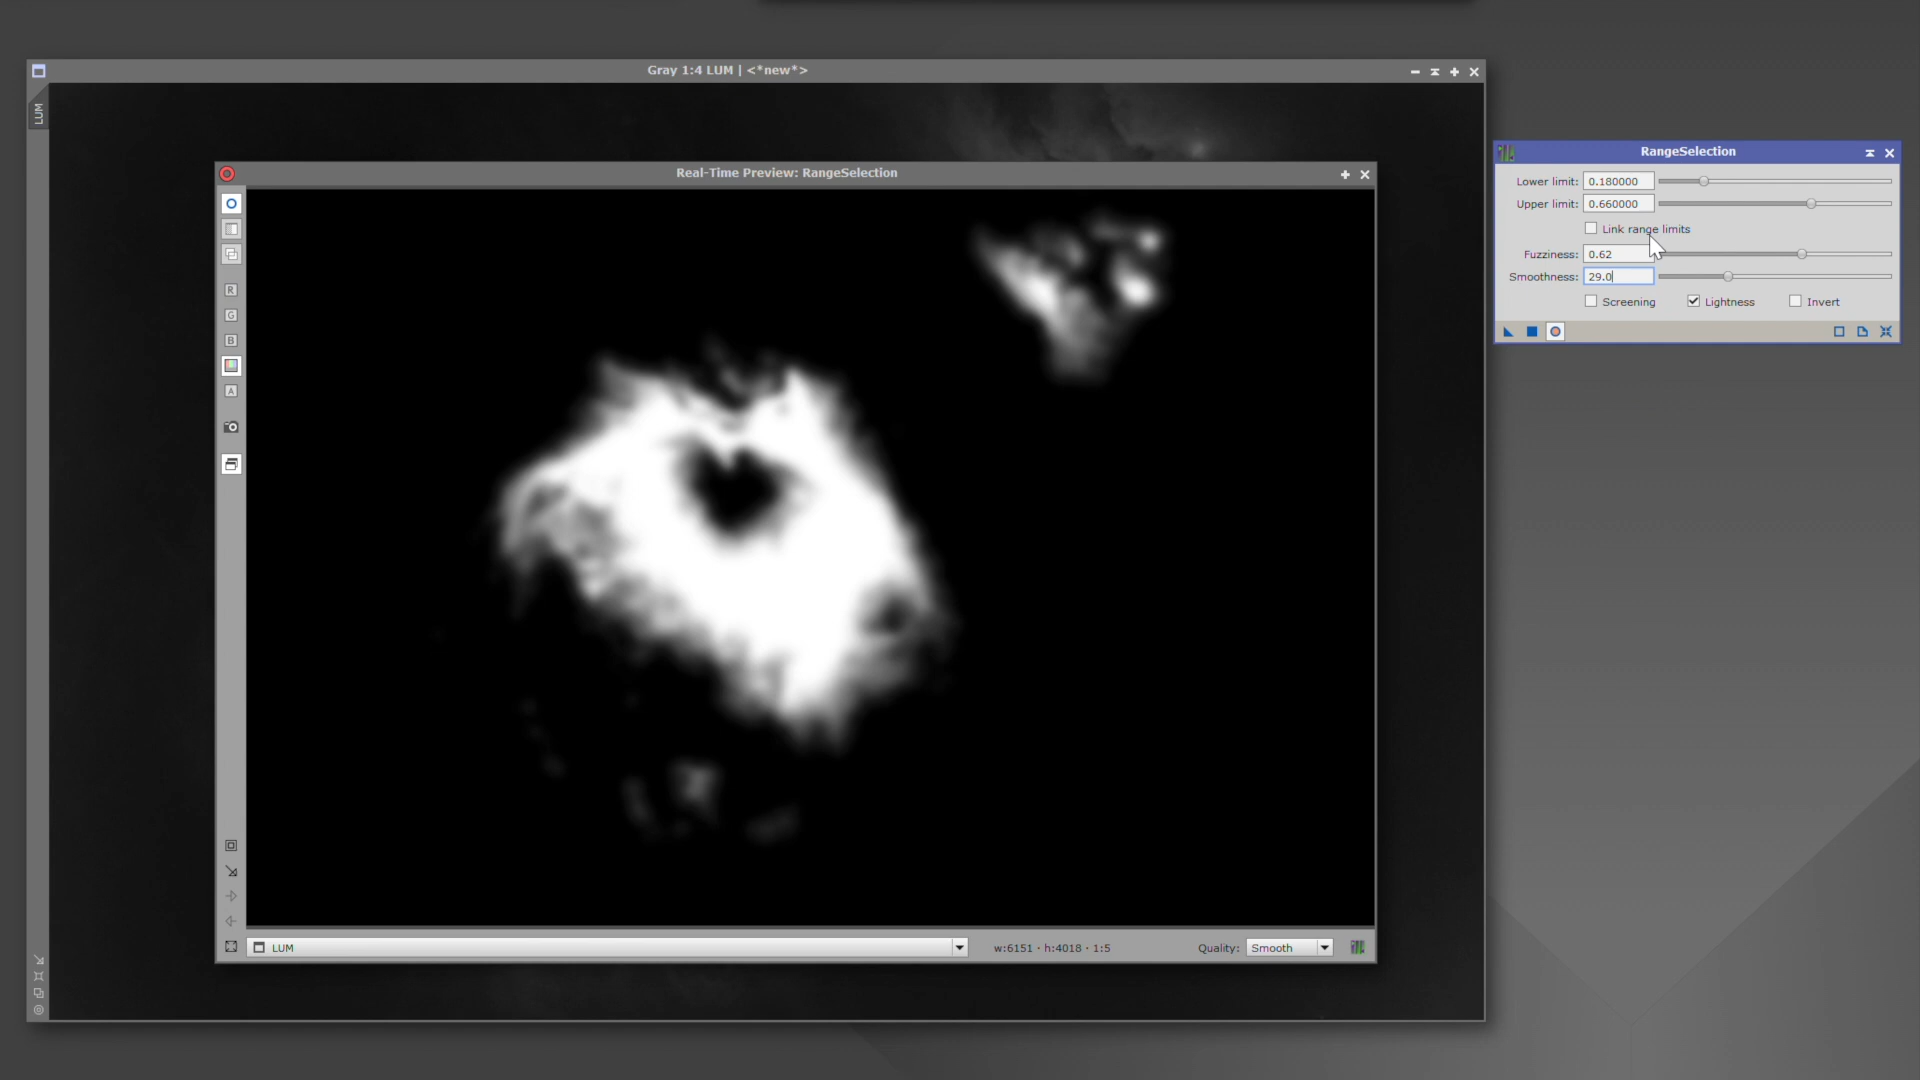 Gray 1:4 LUM | <*new*>
LUM
Real-Time Preview: RangeSelection
R
G
B
A
LUM
w:6151 · h:4018 · 1:5
Quality: Smooth
RangeSelection
Lower limit: 0.180000
Upper limit: 0.660000
Link range limits
Fuzziness: 0.62
Smoothness: 29.0
Screening Lightness Invert